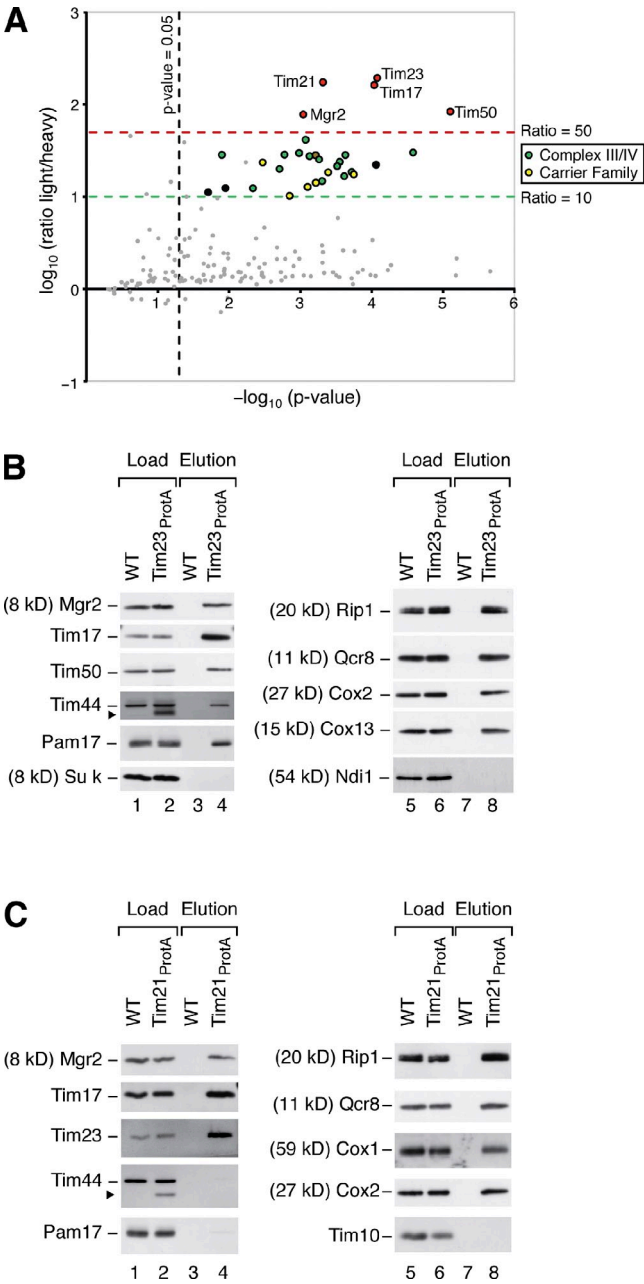 A
3
2
1
0
−1
1
2
3
4
5
6
log10 (ratio light/heavy)
−log10 (p-value)
p-value = 0.05
Tim21
Tim23
Tim17
Mgr2
Tim50
Ratio = 50
Complex III/IV
Carrier Family
Ratio = 10
B
Load Elution
WT Tim23ProtA WT Tim23ProtA
(8 kD) Mgr2
Tim17
Tim50
Tim44
Pam17
(8 kD) Su k
1 2 3 4
Load Elution
WT Tim23ProtA WT Tim23ProtA
(20 kD) Rip1
(11 kD) Qcr8
(27 kD) Cox2
(15 kD) Cox13
(54 kD) Ndi1
5 6 7 8
C
Load Elution
WT Tim21ProtA WT Tim21ProtA
(8 kD) Mgr2
Tim17
Tim23
Tim44
Pam17
1 2 3 4
Load Elution
WT Tim21ProtA WT Tim21ProtA
(20 kD) Rip1
(11 kD) Qcr8
(59 kD) Cox1
(27 kD) Cox2
Tim10
5 6 7 8